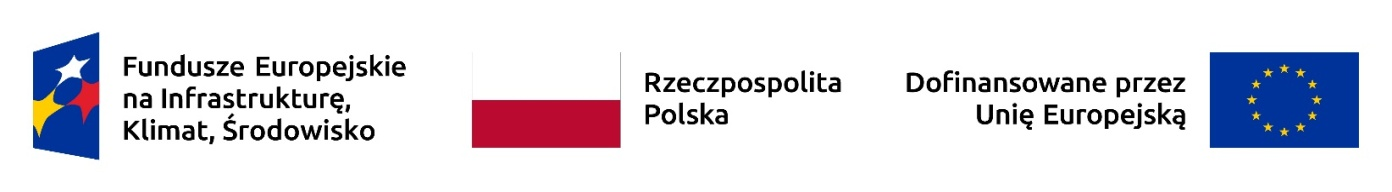 Fundusze Europejskie
na Infrastrukturę,
Klimat, Środowisko
Rzeczpospolita
Polska
Dofinansowane przez
Unię Europejską